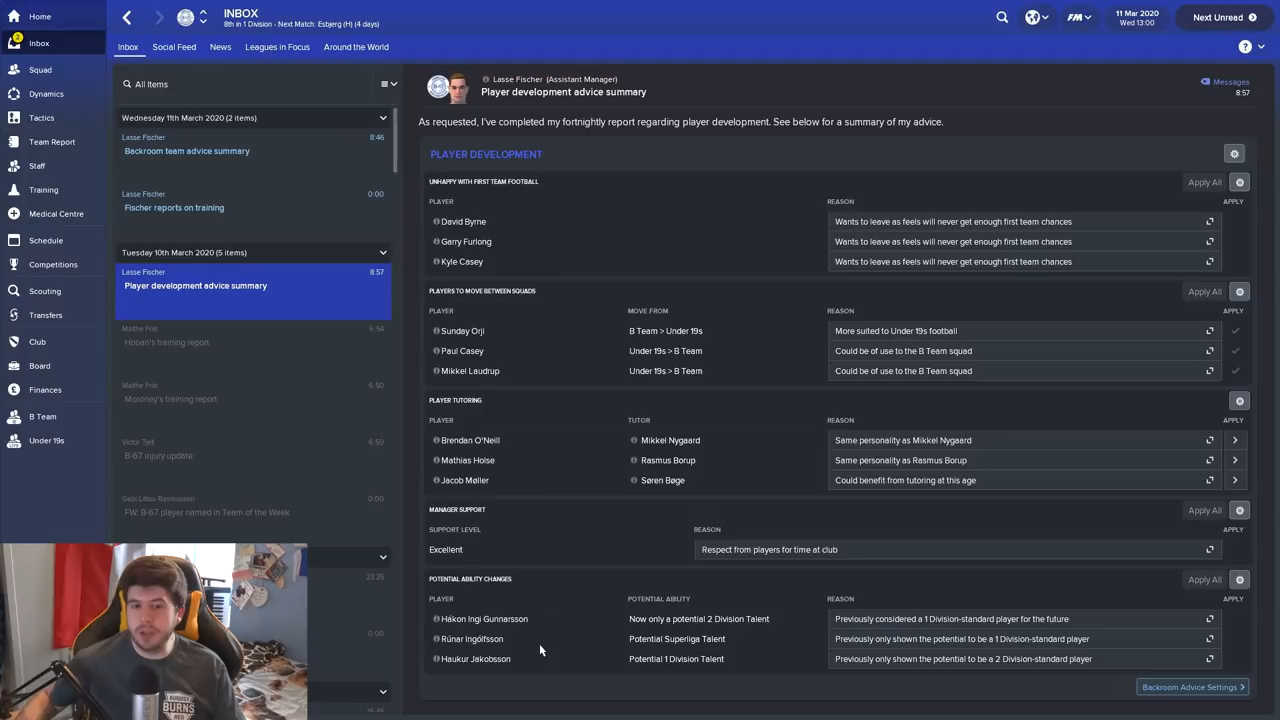 Home
Inbox
2
Squad
Dynamics
Tactics
Team Report
Staff
Training
Medical Centre
Schedule
Competitions
Scouting
Transfers
Club
Board
Finances
B Team
Under 19s
INBOX
8th in 1 Division - Next Match: Esbjerg (H) (4 days)
FM
11 Mar 2020
Wed 13:00
Next Unread
Inbox Social Feed News Leagues in Focus Around the World
?
All Items
Wednesday 11th March 2020 (2 items)
Lasse Fischer 8:46
Backroom team advice summary
Lasse Fischer 0:00
Fischer reports on training
Tuesday 10th March 2020 (5 items)
Lasse Fischer 8:57
Player development advice summary
Malthe Friis 6:54
Hoban's training report
Malthe Friis 6:50
Moroney's training report
Victor Tjell 6:50
B-67 injury update
Gabi Littau Rasmussen 0:00
FW: B-67 player named in Team of the Week
23:25
0:00
Lasse Fischer (Assistant Manager)
Player development advice summary
Messages
8:57
As requested, I've completed my fortnightly report regarding player development. See below for a summary of my advice.
PLAYER DEVELOPMENT
UNHAPPY WITH FIRST TEAM FOOTBALL Apply All
PLAYER REASON APPLY
David Byrne Wants to leave as feels will never get enough first team chances
Garry Furlong Wants to leave as feels will never get enough first team chances
Kyle Casey Wants to leave as feels will never get enough first team chances
PLAYERS TO MOVE BETWEEN SQUADS Apply All
PLAYER MOVE FROM REASON APPLY
Sunday Orji B Team > Under 19s More suited to Under 19s football
Paul Casey Under 19s > B Team Could be of use to the B Team squad
Mikkel Laudrup Under 19s > B Team Could be of use to the B Team squad
PLAYER TUTORING
PLAYER TUTOR REASON APPLY
Brendan O'Neill Mikkel Nygaard Same personality as Mikkel Nygaard
Mathias Holse Rasmus Borup Same personality as Rasmus Borup
Jacob Møller Søren Bøge Could benefit from tutoring at this age
MANAGER SUPPORT Apply All
SUPPORT LEVEL REASON APPLY
Excellent Respect from players for time at club
POTENTIAL ABILITY CHANGES Apply All
PLAYER POTENTIAL ABILITY REASON APPLY
Hákon Ingi Gunnarsson Now only a potential 2 Division Talent Previously considered a 1 Division-standard player for the future
Rúnar Ingólfsson Potential Superliga Talent Previously only shown the potential to be a 1 Division-standard player
Haukur Jakobsson Potential 1 Division Talent Previously only shown the potential to be a 2 Division-standard player
Backroom Advice Settings >
AUGUST
BURNS
RED